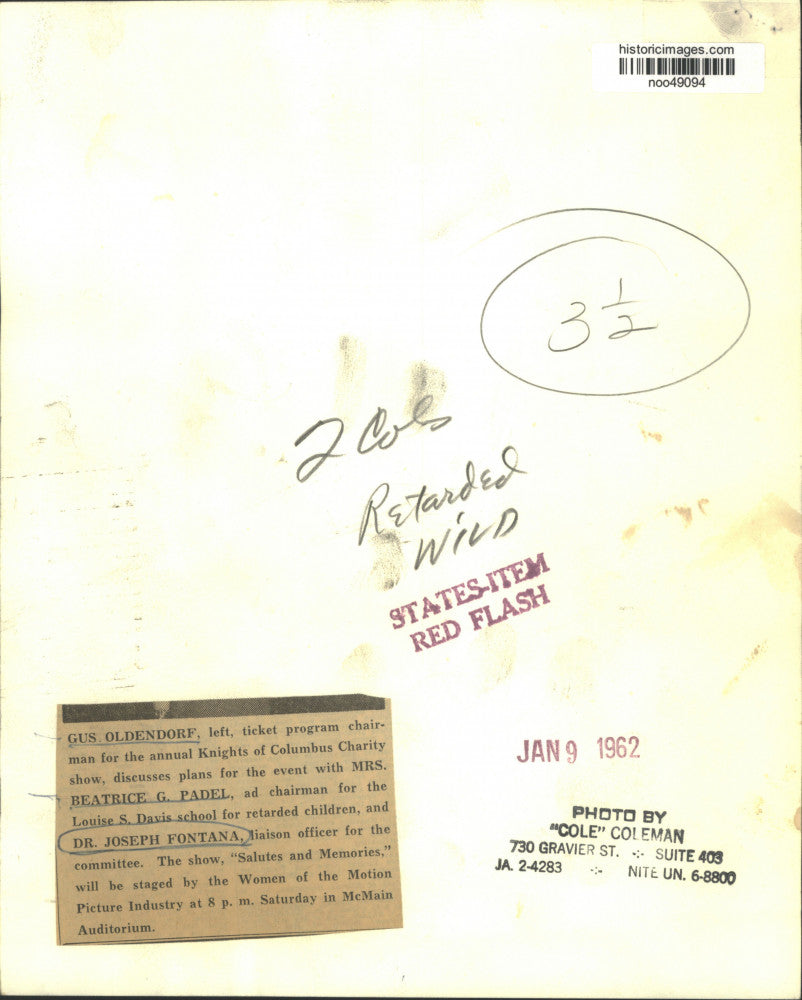 historicimages.com
noo49094
3 1/2
2 Cols
Retarded
WILD
STATES-ITEM
RED FLASH
GUS OLDENDORF, left, ticket program chair-
man for the annual Knights of Columbus Charity
show, discusses plans for the event with MRS.
BEATRICE G. PADEL, ad chairman for the
Louise S. Davis school for retarded children, and
DR. JOSEPH FONTANA, liaison officer for the
committee. The show, "Salutes and Memories,"
will be staged by the Women of the Motion
Picture Industry at 8 p. m. Saturday in McMain
Auditorium.
JAN 9 1962
PHOTO BY
"COLE" COLEMAN
730 GRAVIER ST. -:- SUITE 403
JA. 2-4283 -:- NITE UN. 6-8800